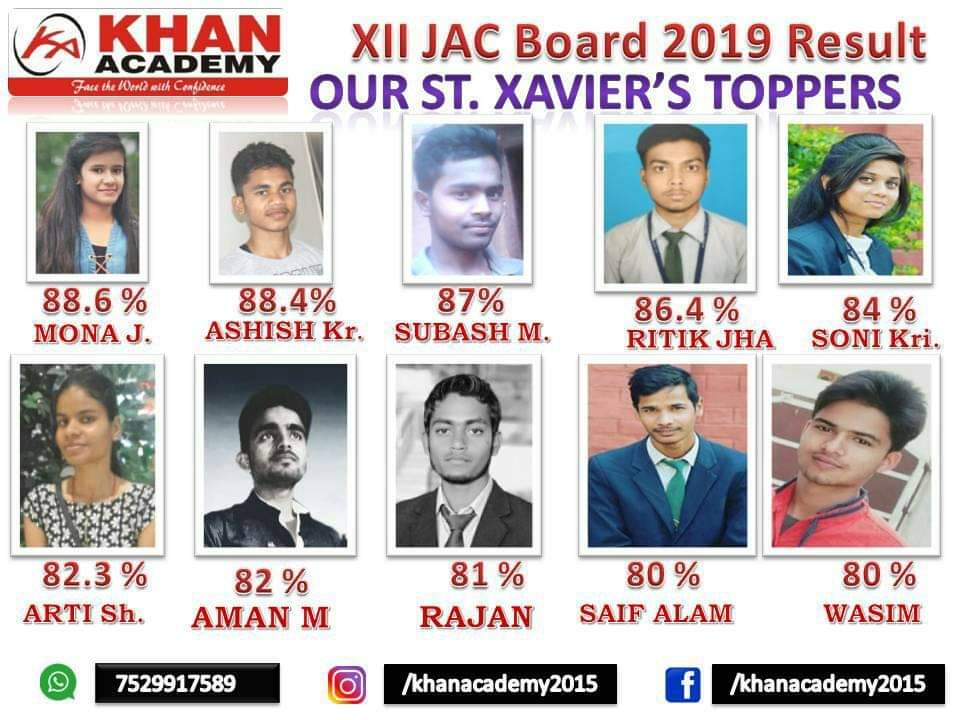 KHAN
ACADEMY
Face the World with Confidence
XII JAC Board 2019 Result
OUR ST. XAVIER'S TOPPERS
88.6 %
MONA J.
88.4%
ASHISH Kr.
87%
SUBASH M.
86.4 %
RITIK JHA
84 %
SONI Kri.
82.3 %
ARTI Sh.
82 %
AMAN M
81 %
RAJAN
80 %
SAIF ALAM
80 %
WASIM
7529917589
/khanacademy2015
/khanacademy2015